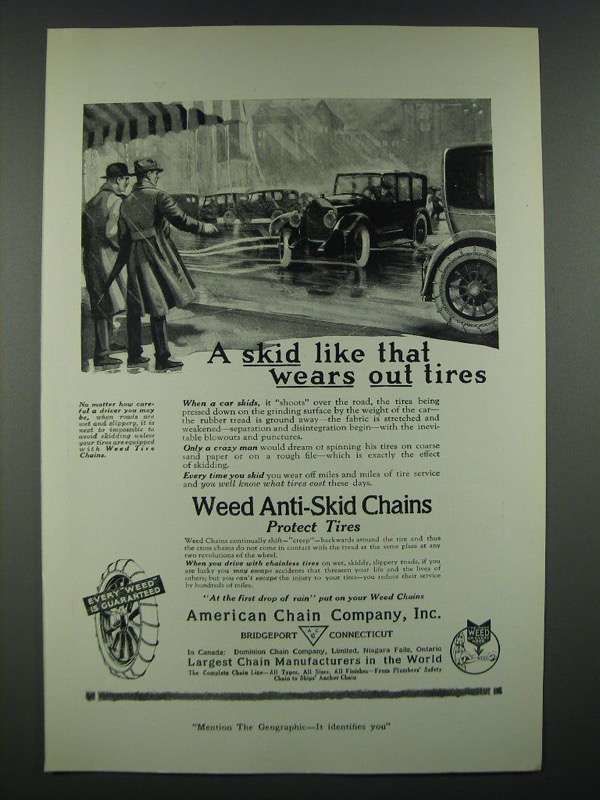 A skid like that
wears out tires
No matter how care-
ful a driver you may
be, when roads are
wet and slippery, it
is next to impossible to
avoid skidding unless
your tires are equipped
with Weed Tire
Chains.
When a car skids, it "shoots" over the road, the tires being
pressed down on the grinding surface by the weight of the car—
the rubber tread is ground away—the fabric is stretched and
weakened—separation and disintegration begin—with the inevi-
table blowouts and punctures.
Only a crazy man would dream of spinning his tires on coarse
sand paper or on a rough file—which is exactly the effect
of skidding.
Every time you skid you wear off miles and miles of tire service
and you well know what tires cost these days.
Weed Anti-Skid Chains
Protect Tires
Weed Chains continually shift—"creep"—backwards around the tire and thus
the cross chains do not come in contact with the tread at the same place at any
two revolutions of the wheel.
When you drive with chainless tires on wet, skiddy, slippery roads, if you
are lucky you may escape accidents that threaten your life and the lives of
others; but you can't escape the injury to your tires—you reduce their service
by hundreds of miles.
"At the first drop of rain" put on your Weed Chains
EVERY "WEED"
IS GUARANTEED
American Chain Company, Inc.
BRIDGEPORT CONNECTICUT
WEED
In Canada: Dominion Chain Company, Limited, Niagara Falls, Ontario
Largest Chain Manufacturers in the World
The Complete Chain Line—All Types, All Sizes, All Finishes—From Plumbers' Safety
Chain to Ships' Anchor Chain
"Mention The Geographic—It identifies you"